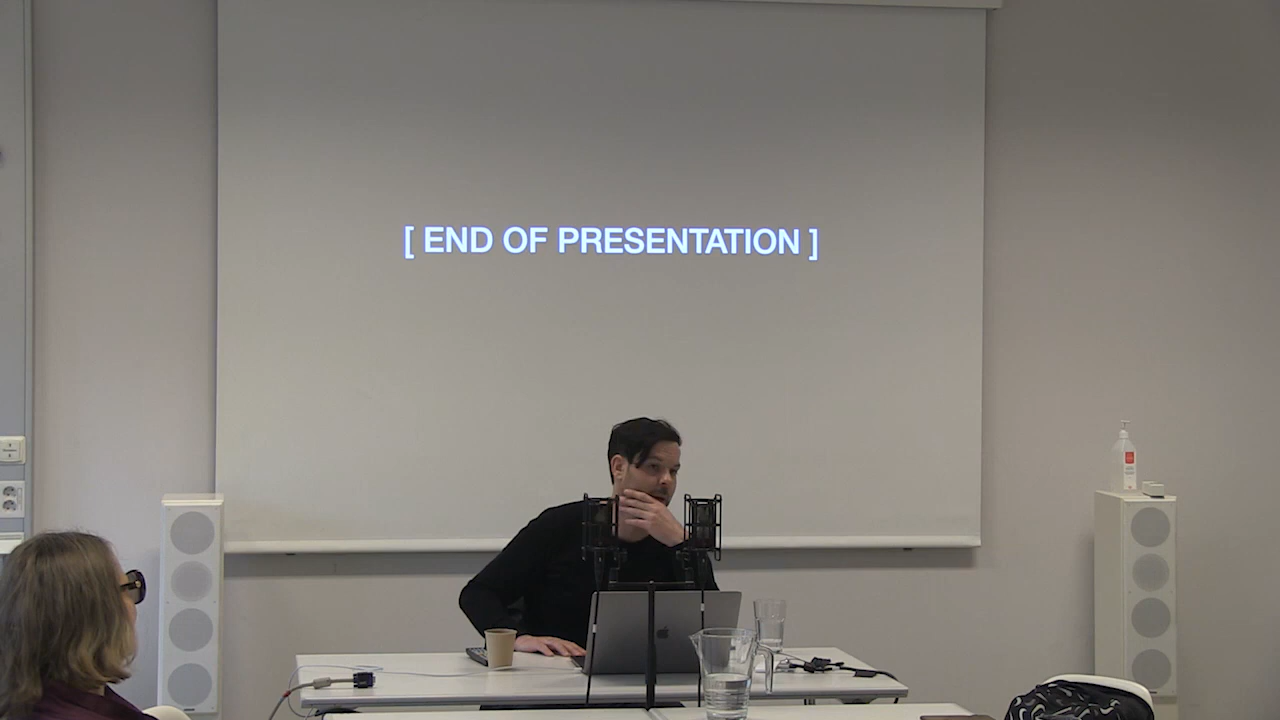 [ END OF PRESENTATION ]